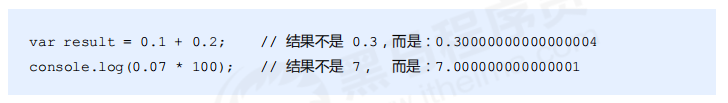 var result = 0.1 + 0.2;    // 结果不是 0.3,而是:0.30000000000000004
console.log(0.07 * 100);   // 结果不是 7,  而是:7.000000000000001